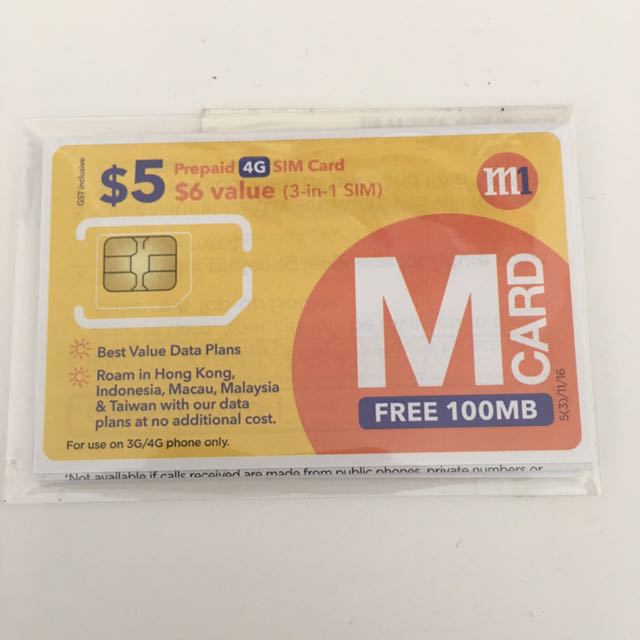 GST inclusive
$5
Prepaid 4G SIM Card
$6 value (3-in-1 SIM)
m1
M CARD
FREE 100MB
Best Value Data Plans
Roam in Hong Kong,
Indonesia, Macau, Malaysia
& Taiwan with our data
plans at no additional cost.
For use on 3G/4G phone only.
5(3)/11/16
*Not available if calls received are made from public phones, private numbers or